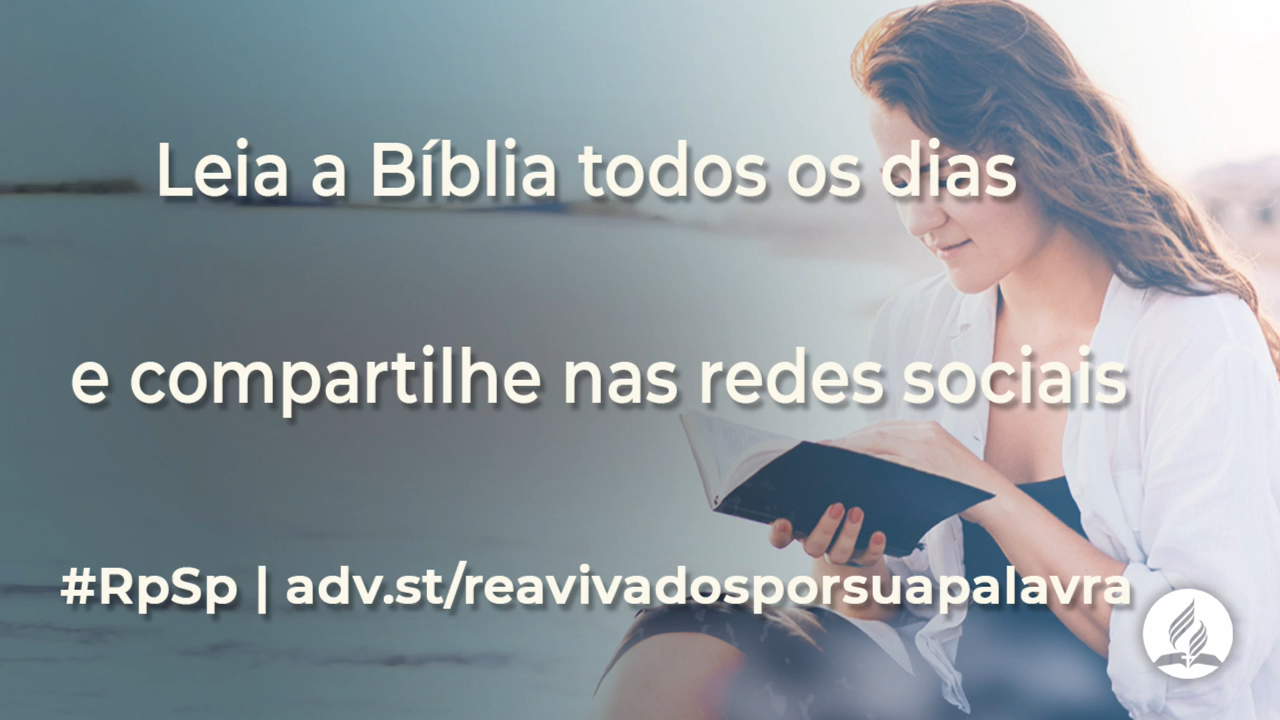 Leia a Bíblia todos os dias
e compartilhe nas redes sociais
#RpSp | adv.st/reavivadosporsuapalavra